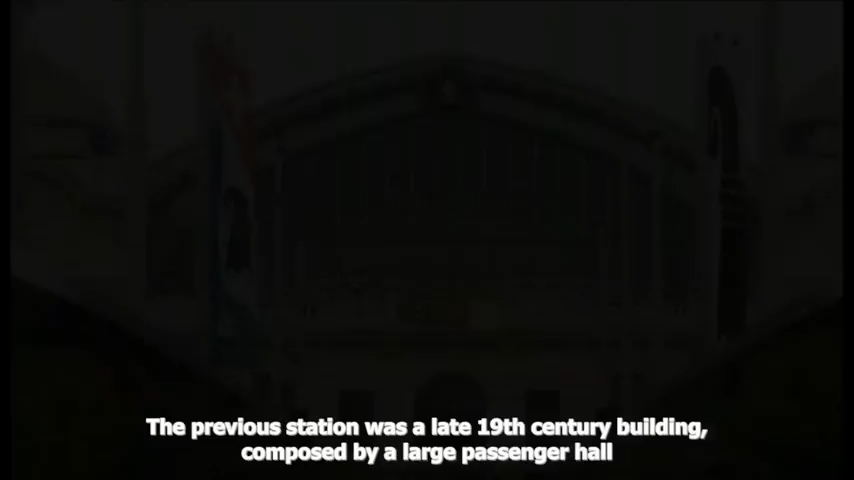 The previous station was a late 19th century building,
composed by a large passenger hall